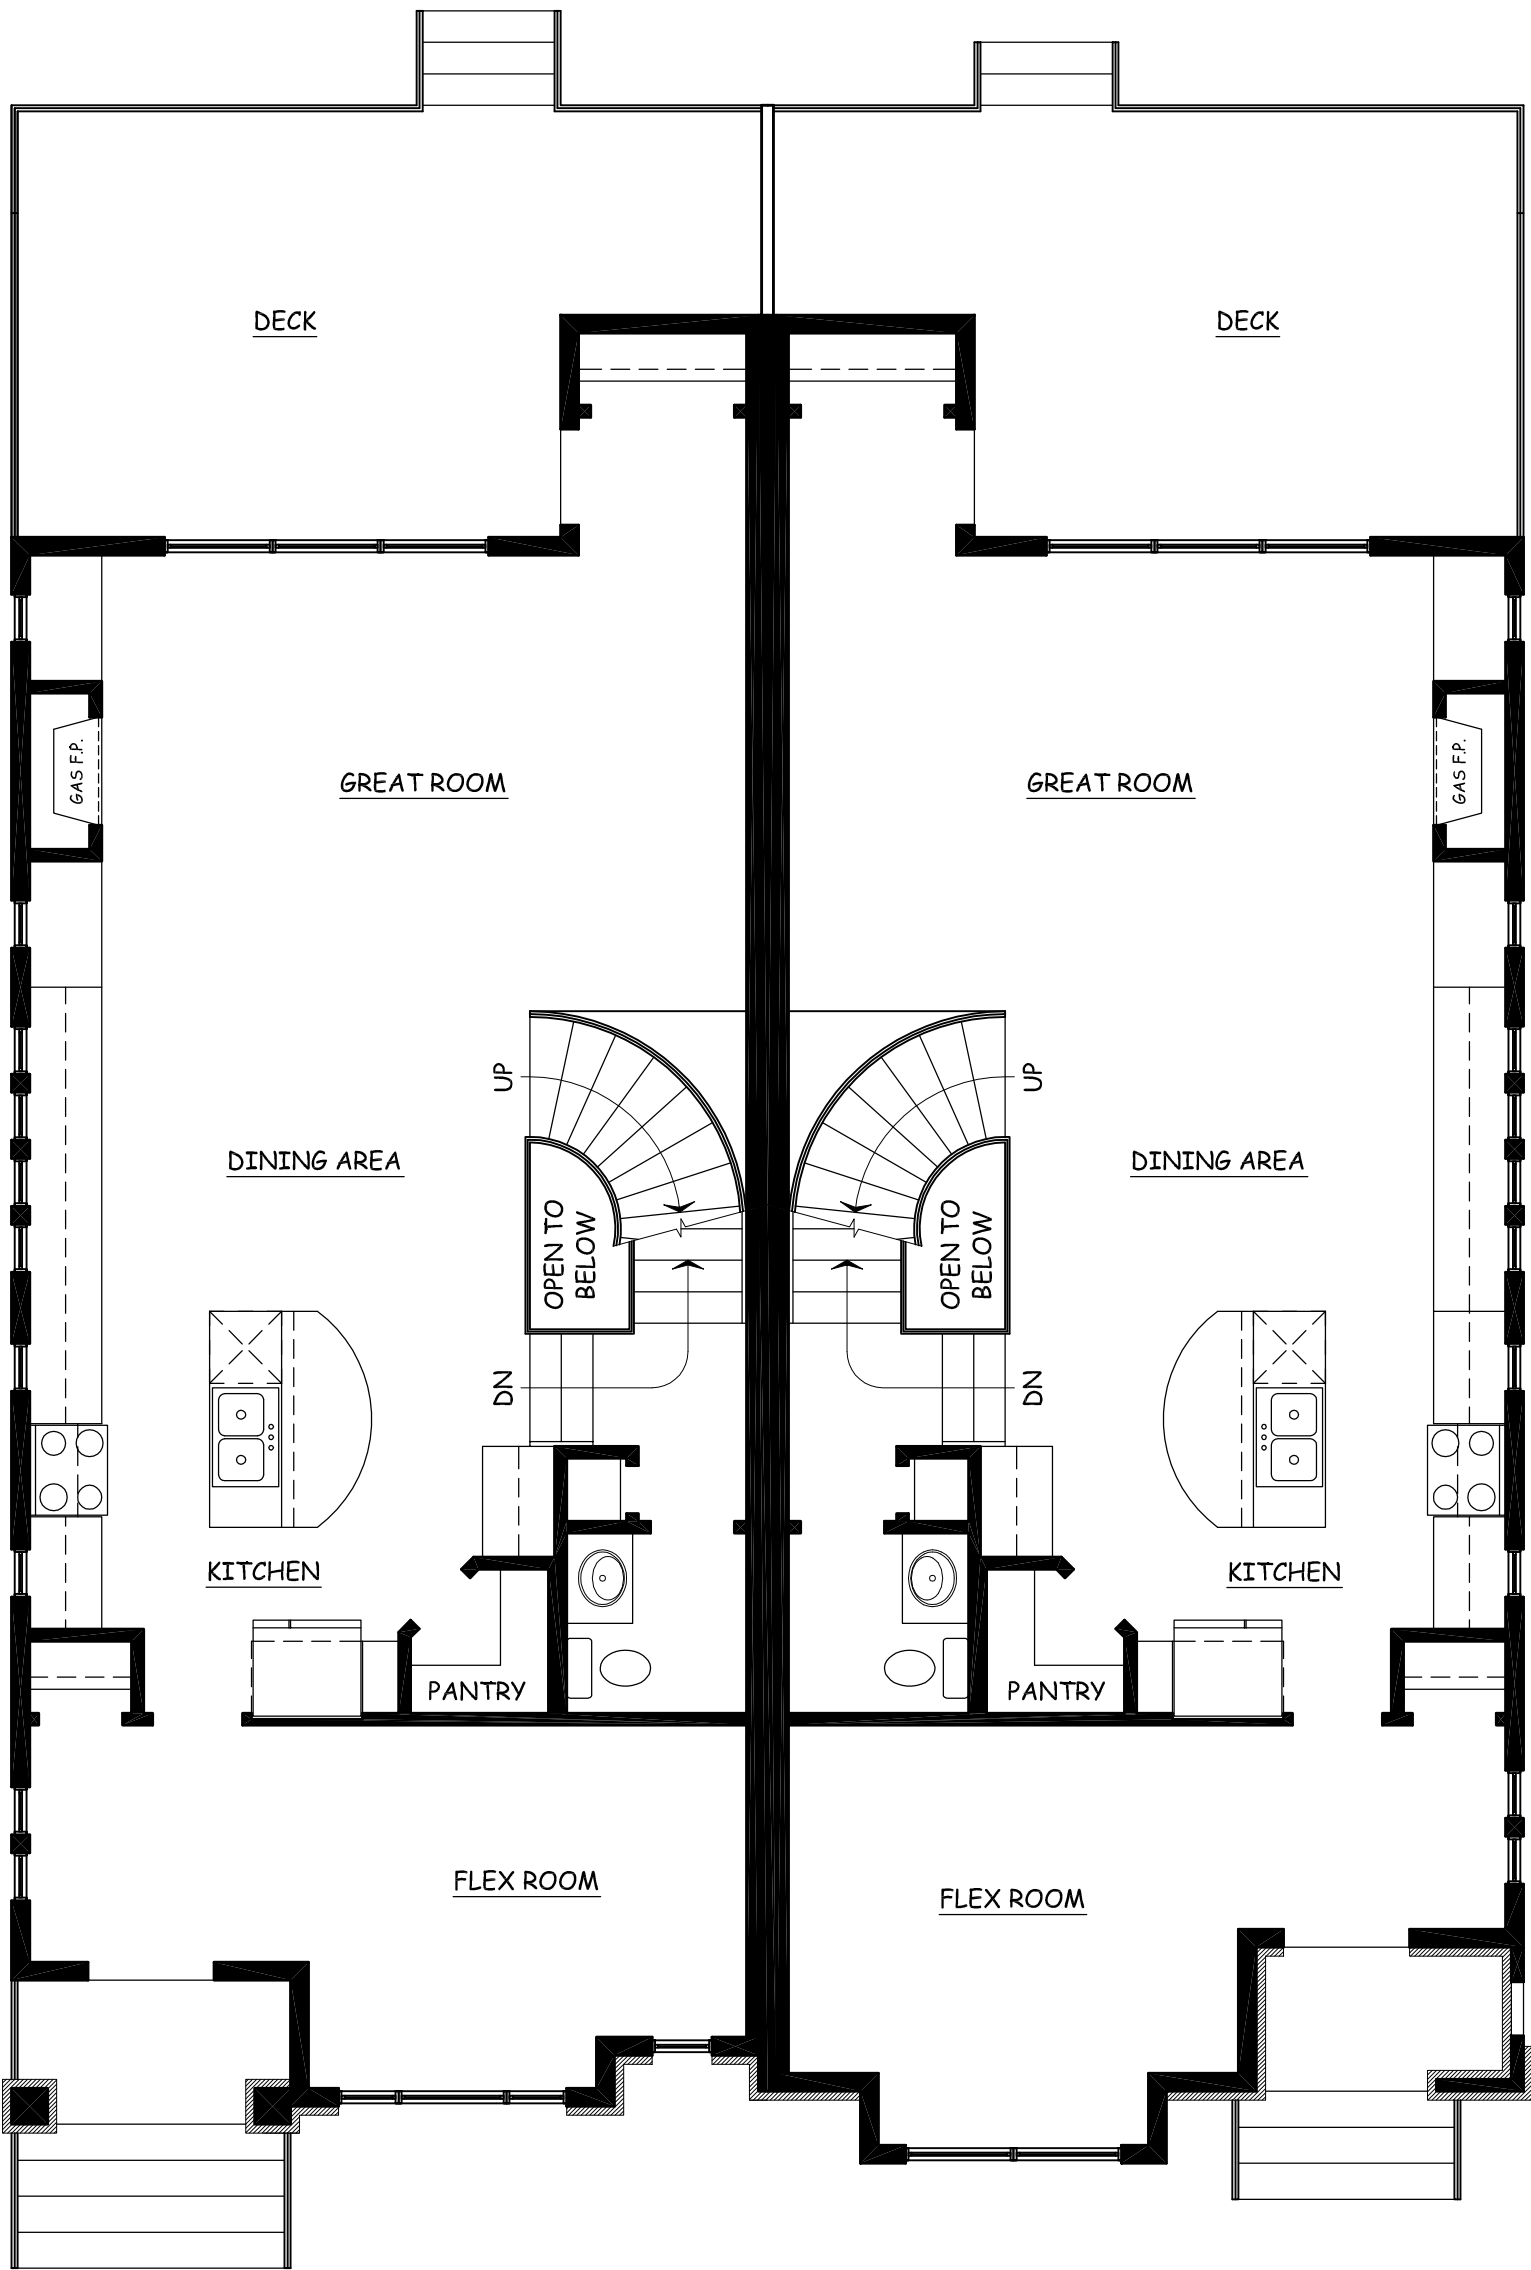 DECK
DECK
GREAT ROOM
GREAT ROOM
GAS F.P.
GAS F.P.
UP
UP
DINING AREA
DINING AREA
OPEN TO
BELOW
OPEN TO
BELOW
DN
DN
KITCHEN
KITCHEN
PANTRY
PANTRY
FLEX ROOM
FLEX ROOM